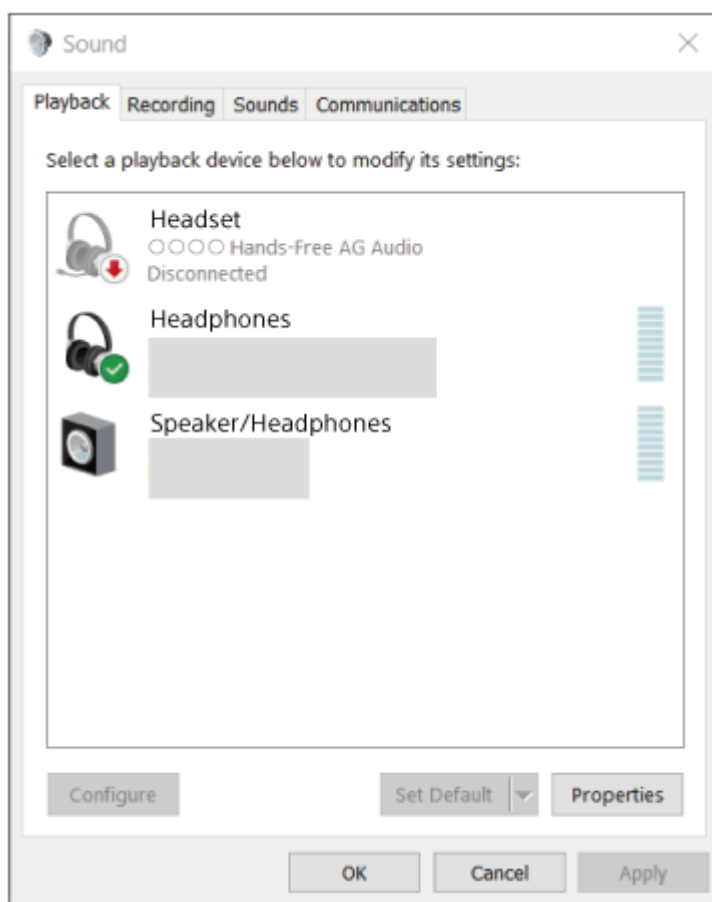 Sound
Playback Recording Sounds Communications
Select a playback device below to modify its settings:
Headset
○○○○ Hands-Free AG Audio
Disconnected
Headphones
Speaker/Headphones
Configure Set Default Properties
OK Cancel Apply